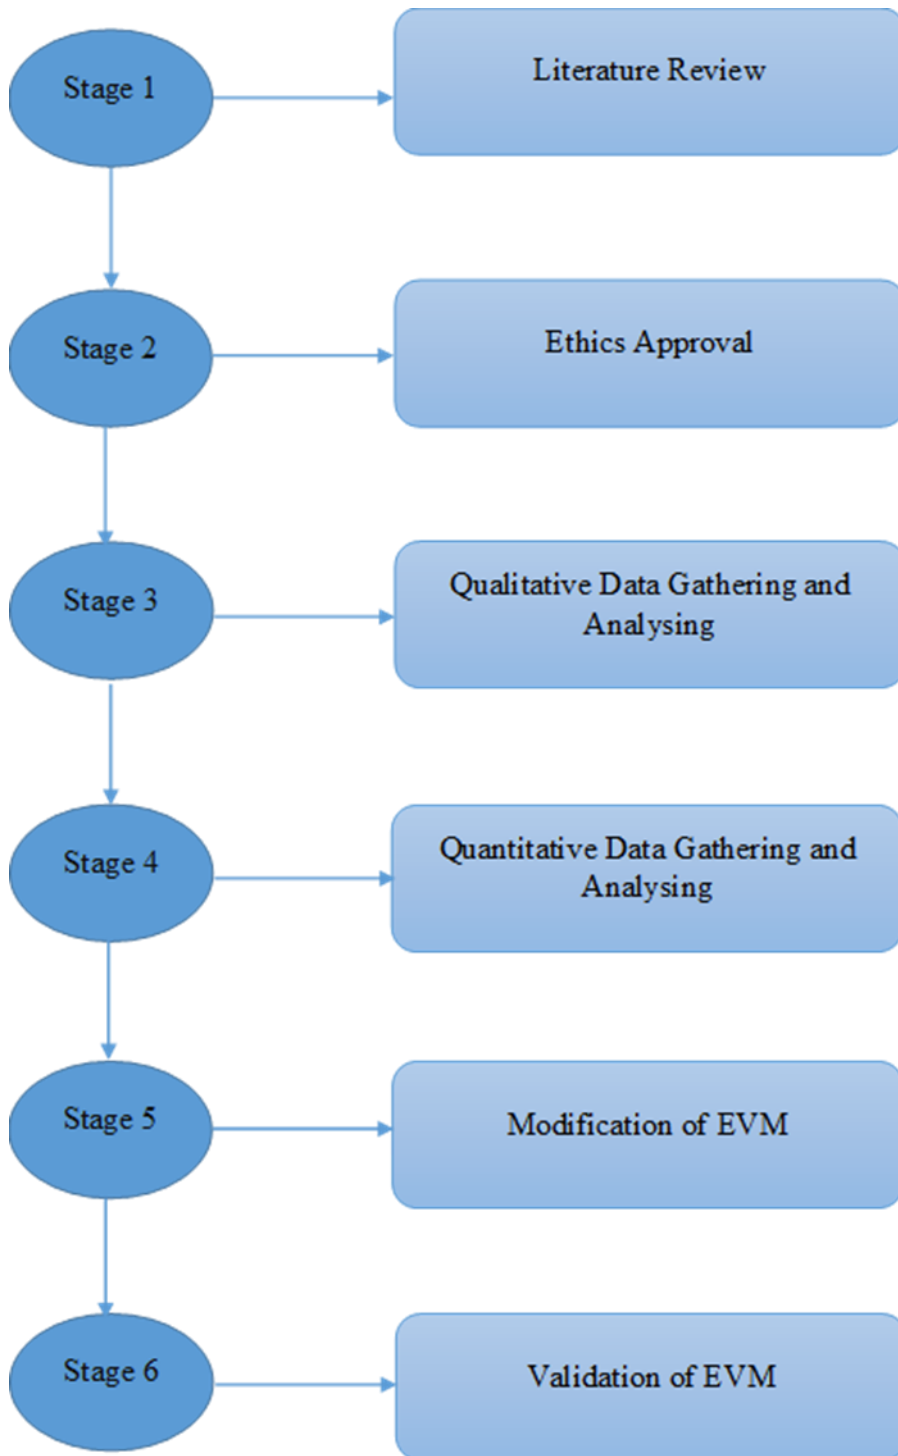 Stage 1
Literature Review
Stage 2
Ethics Approval
Stage 3
Qualitative Data Gathering and
Analysing
Stage 4
Quantitative Data Gathering and
Analysing
Stage 5
Modification of EVM
Stage 6
Validation of EVM